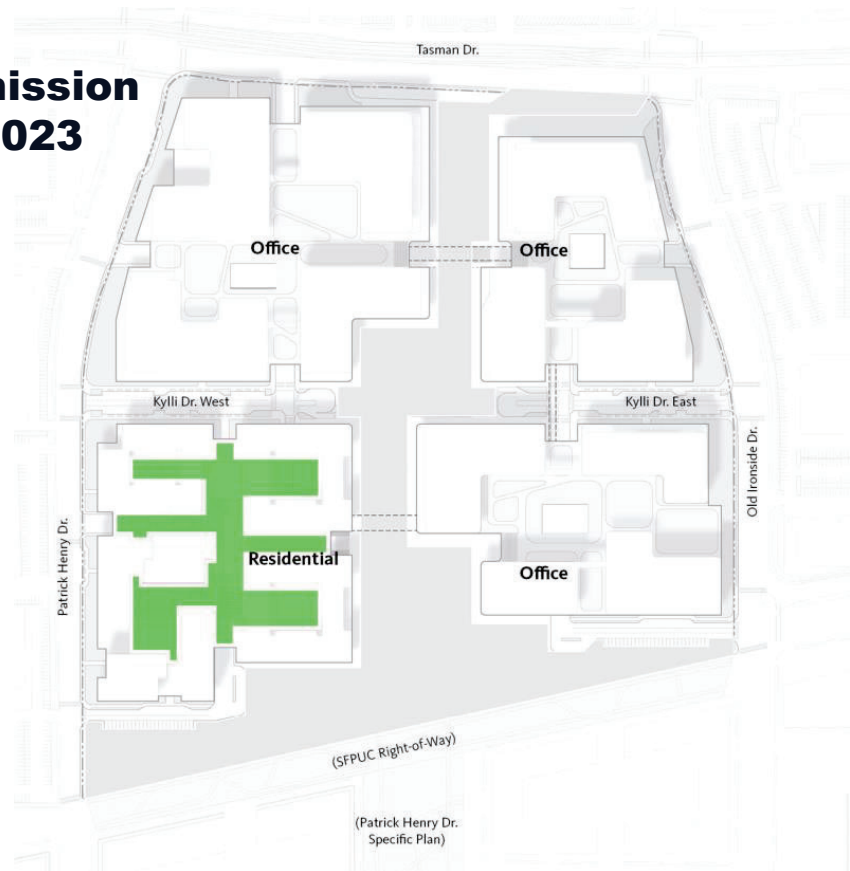 Tasman Dr.
nission
023
Office
Office
Kylli Dr. West
Kylli Dr. East
Old Ironside Dr.
Patrick Henry Dr.
Residential
Office
(SFPUC Right-of-Way)
(Patrick Henry Dr.
Specific Plan)